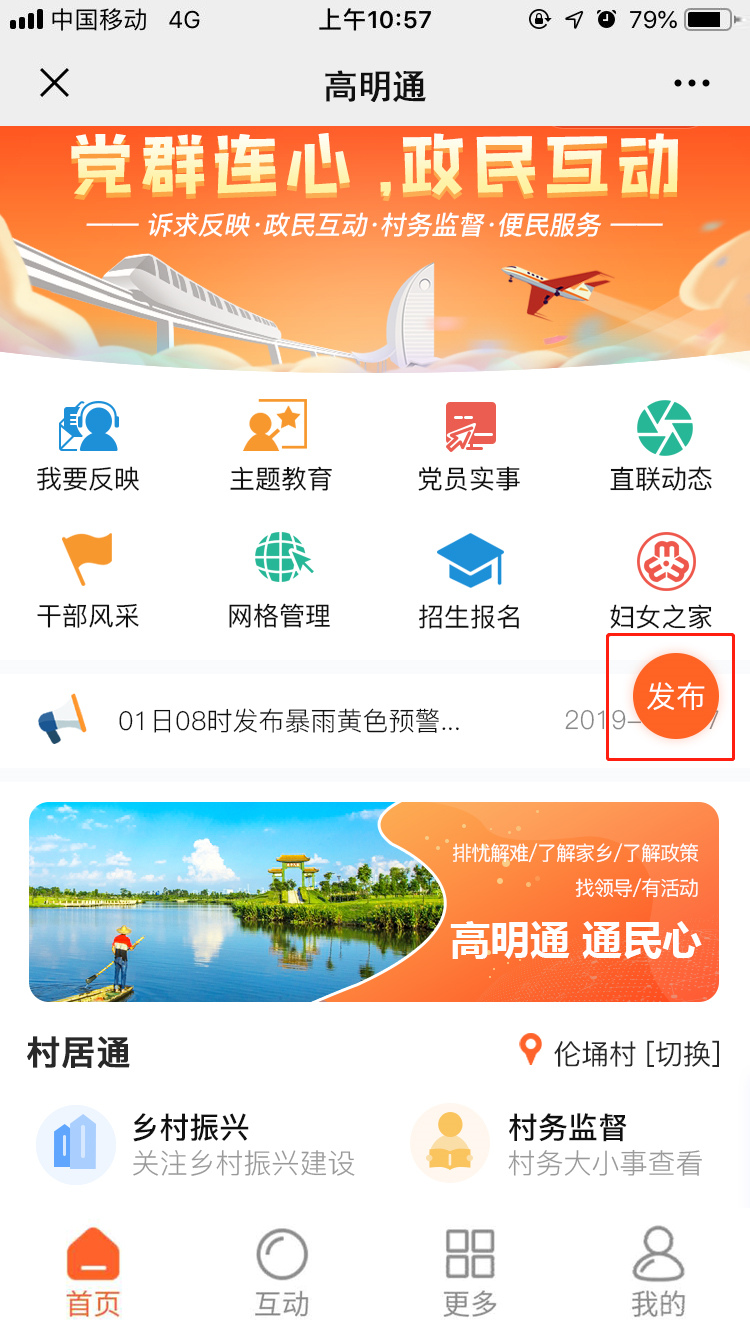 中国移动 4G 上午10:57 79%
高明通
党群连心,政民互动
诉求反映·政民互动·村务监督·便民服务
我要反映 主题教育 党员实事 直联动态
干部风采 网格管理 招生报名 妇女之家
发布
01日08时发布暴雨黄色预警... 2019-
排忧解难/了解家乡/了解政策
找领导/有活动
高明通 通民心
村居通 伦埇村 [切换]
乡村振兴 村务监督
关注乡村振兴建设 村务大小事查看
首页 互动 更多 我的